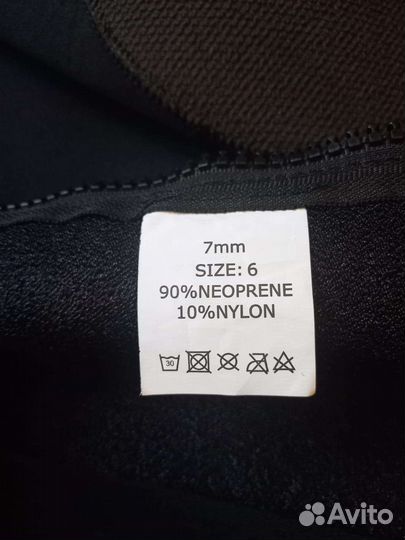 7mm
SIZE: 6
90%NEOPRENE
10%NYLON
30
Avito